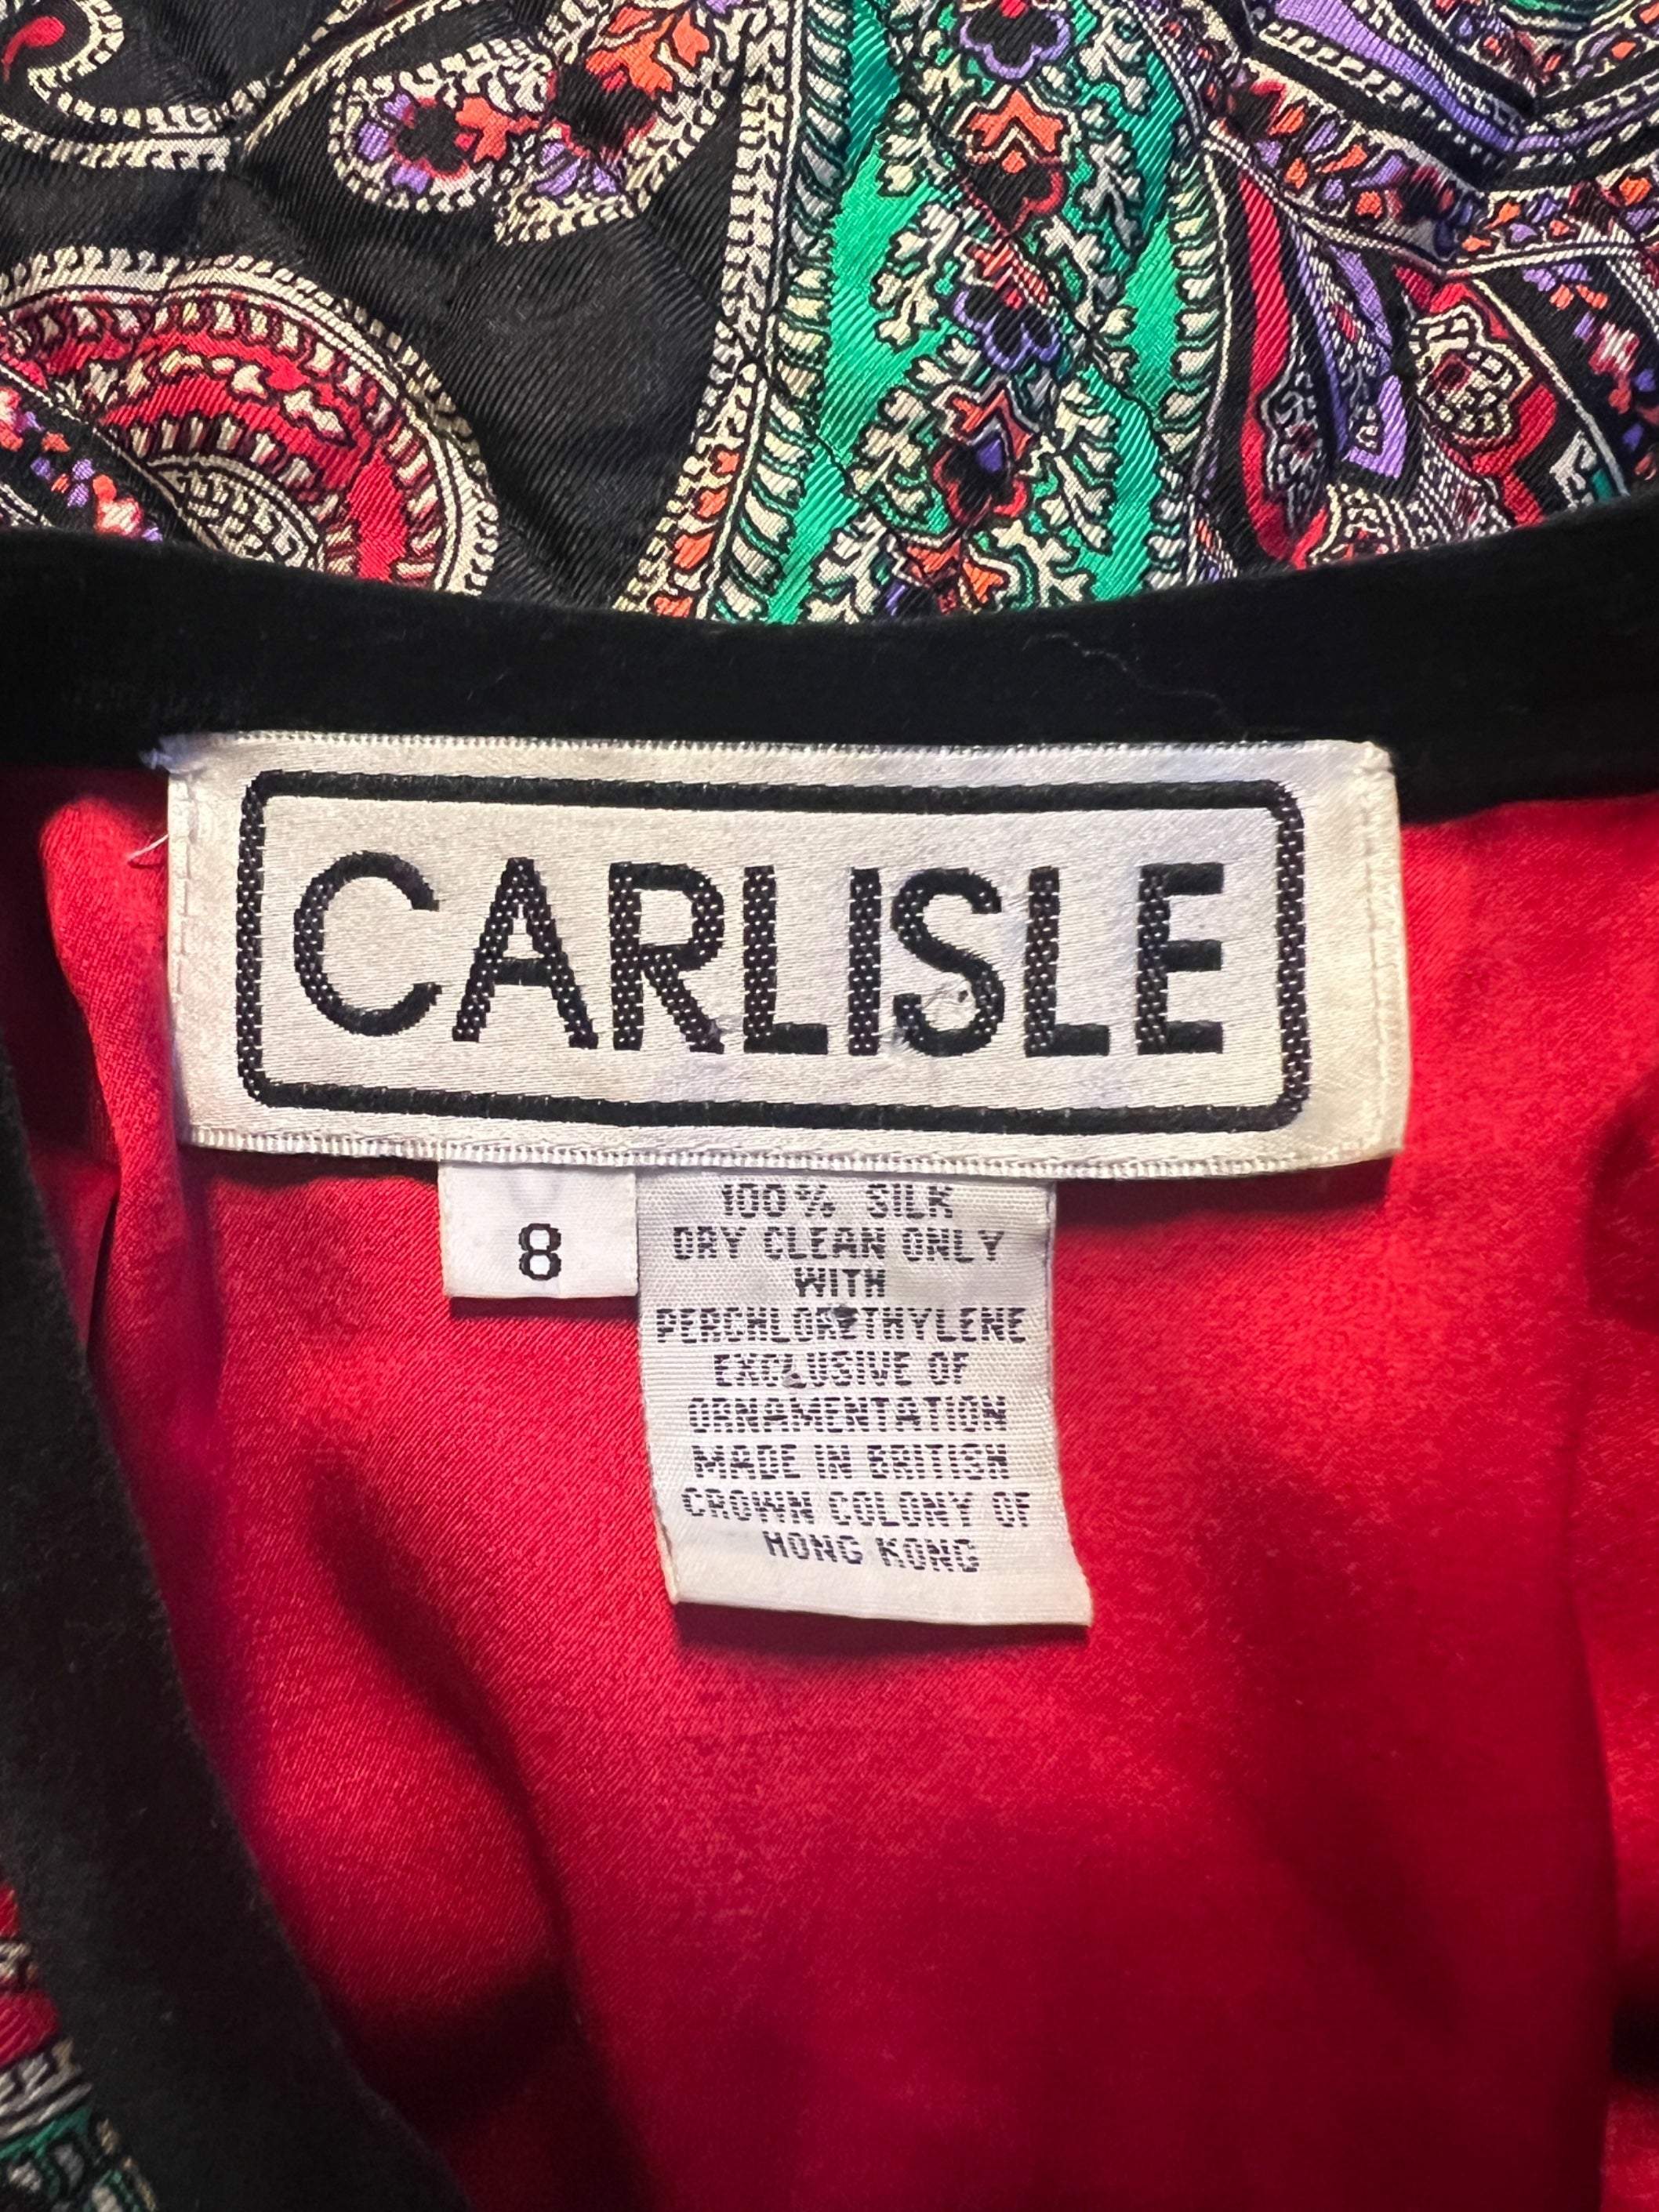 CARLISLE
8
100% SILK
DRY CLEAN ONLY
WITH
PERCHLORETHYLENE
EXCLUSIVE OF
ORNAMENTATION
MADE IN BRITISH
CROWN COLONY OF
HONG KONG